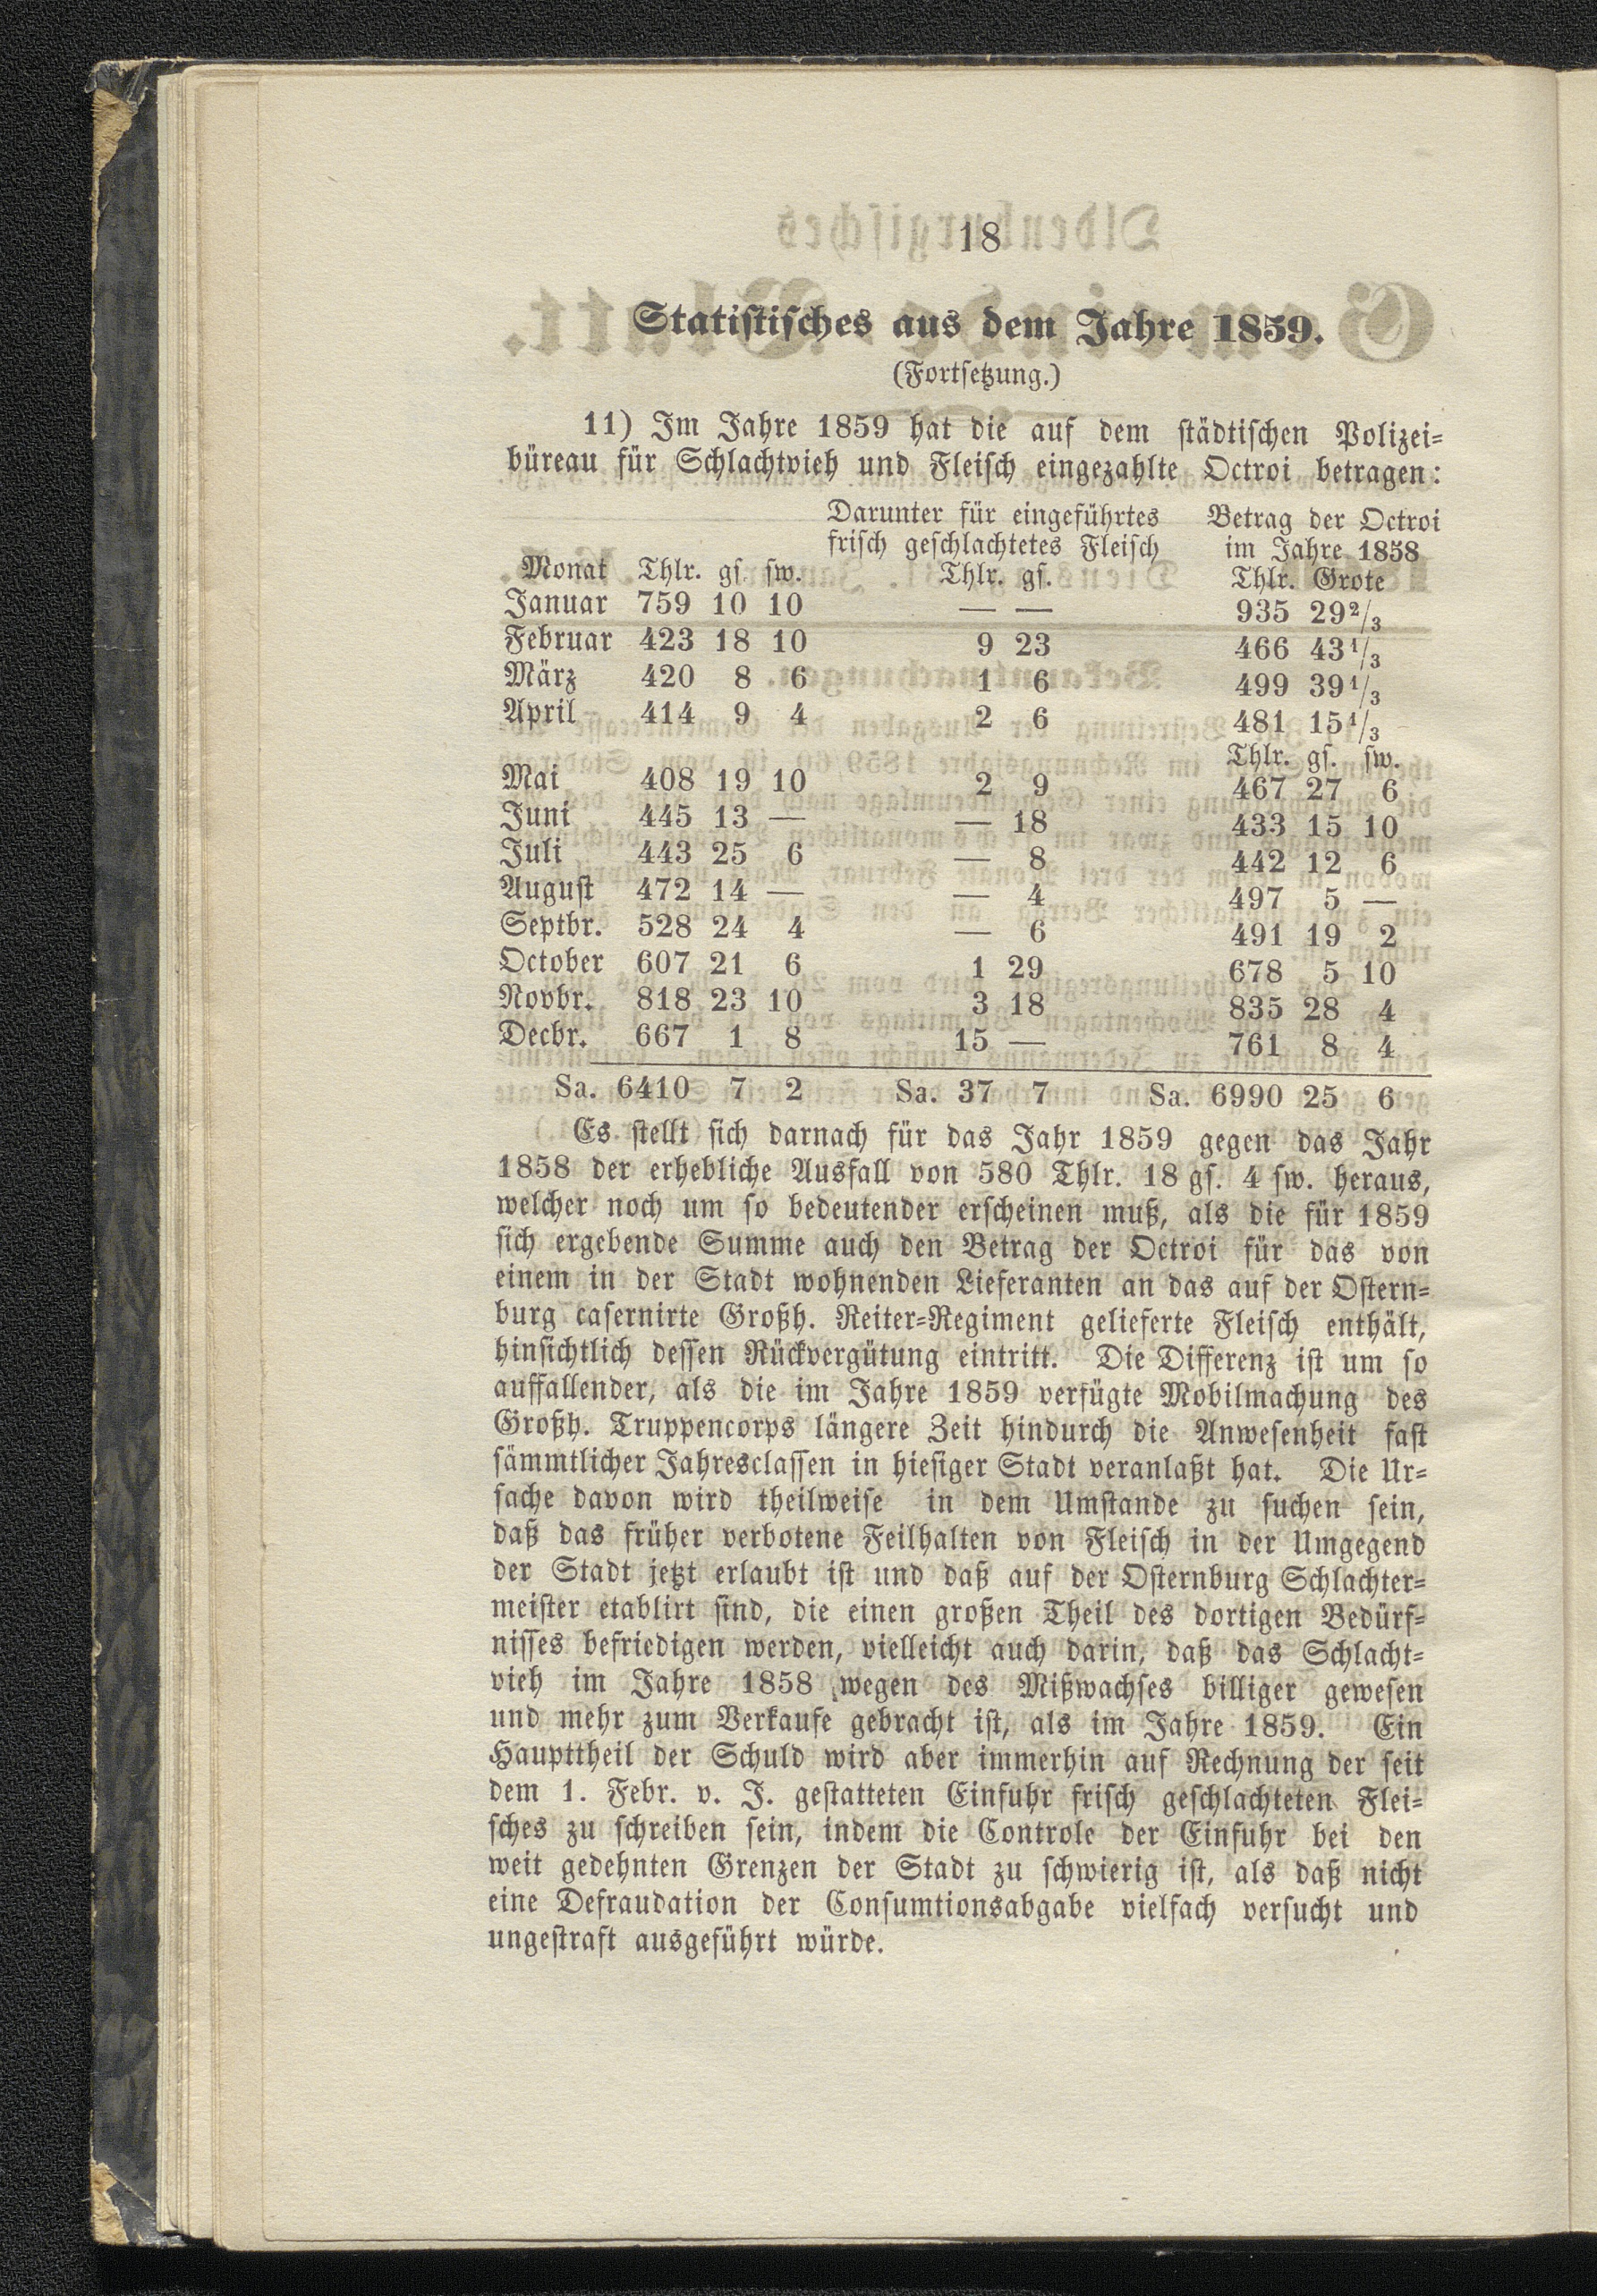 18
Statistisches aus dem Jahre 1859.
(Fortsetzung.)
11) Im Jahre 1859 hat die auf dem städtischen Polizei=
büreau für Schlachtvieh und Fleisch eingezahlte Octroi betragen:
Darunter für eingeführtes Betrag der Octroi
frisch geschlachtetes Fleisch im Jahre 1858
Monat Thlr. gs. sw. Thlr. gs. Thlr. Grote
Januar 759 10 10 — — 935 29²/₃
Februar 423 18 10 9 23 466 43¹/₃
März 420 8 6 1 6 499 39¹/₃
April 414 9 4 2 6 481 15¹/₃
Thlr. gs. sw.
Mai 408 19 10 2 9 467 27 6
Juni 445 13 — — 18 433 15 10
Juli 443 25 6 — 8 442 12 6
August 472 14 — — 4 497 5 —
Septbr. 528 24 4 — 6 491 19 2
October 607 21 6 1 29 678 5 10
Novbr. 818 23 10 3 18 835 28 4
Decbr. 667 1 8 15 — 761 8 4
Sa. 6410 7 2 Sa. 37 7 Sa. 6990 25 6
Es stellt sich darnach für das Jahr 1859 gegen das Jahr
1858 der erhebliche Ausfall von 580 Thlr. 18 gs. 4 sw. heraus,
welcher noch um so bedeutender erscheinen muß, als die für 1859
sich ergebende Summe auch den Betrag der Octroi für das von
einem in der Stadt wohnenden Lieferanten an das auf der Ostern=
burg casernirte Großh. Reiter=Regiment gelieferte Fleisch enthält,
hinsichtlich dessen Rückvergütung eintritt. Die Differenz ist um so
auffallender, als die im Jahre 1859 verfügte Mobilmachung des
Großh. Truppencorps längere Zeit hindurch die Anwesenheit fast
sämmtlicher Jahresclassen in hiesiger Stadt veranlaßt hat. Die Ur=
sache davon wird theilweise in dem Umstande zu suchen sein,
daß das früher verbotene Feilhalten von Fleisch in der Umgegend
der Stadt jetzt erlaubt ist und daß auf der Osternburg Schlachter=
meister etablirt sind, die einen großen Theil des dortigen Bedürf=
nisses befriedigen werden, vielleicht auch darin, daß das Schlacht=
vieh im Jahre 1858 wegen des Mißwachses billiger gewesen
und mehr zum Verkaufe gebracht ist, als im Jahre 1859. Ein
Haupttheil der Schuld wird aber immerhin auf Rechnung der seit
dem 1. Febr. v. J. gestatteten Einfuhr frisch geschlachteten Flei=
sches zu schreiben sein, indem die Controle der Einfuhr bei den
weit gedehnten Grenzen der Stadt zu schwierig ist, als daß nicht
eine Defraudation der Consumtionsabgabe vielfach versucht und
ungestraft ausgeführt würde.